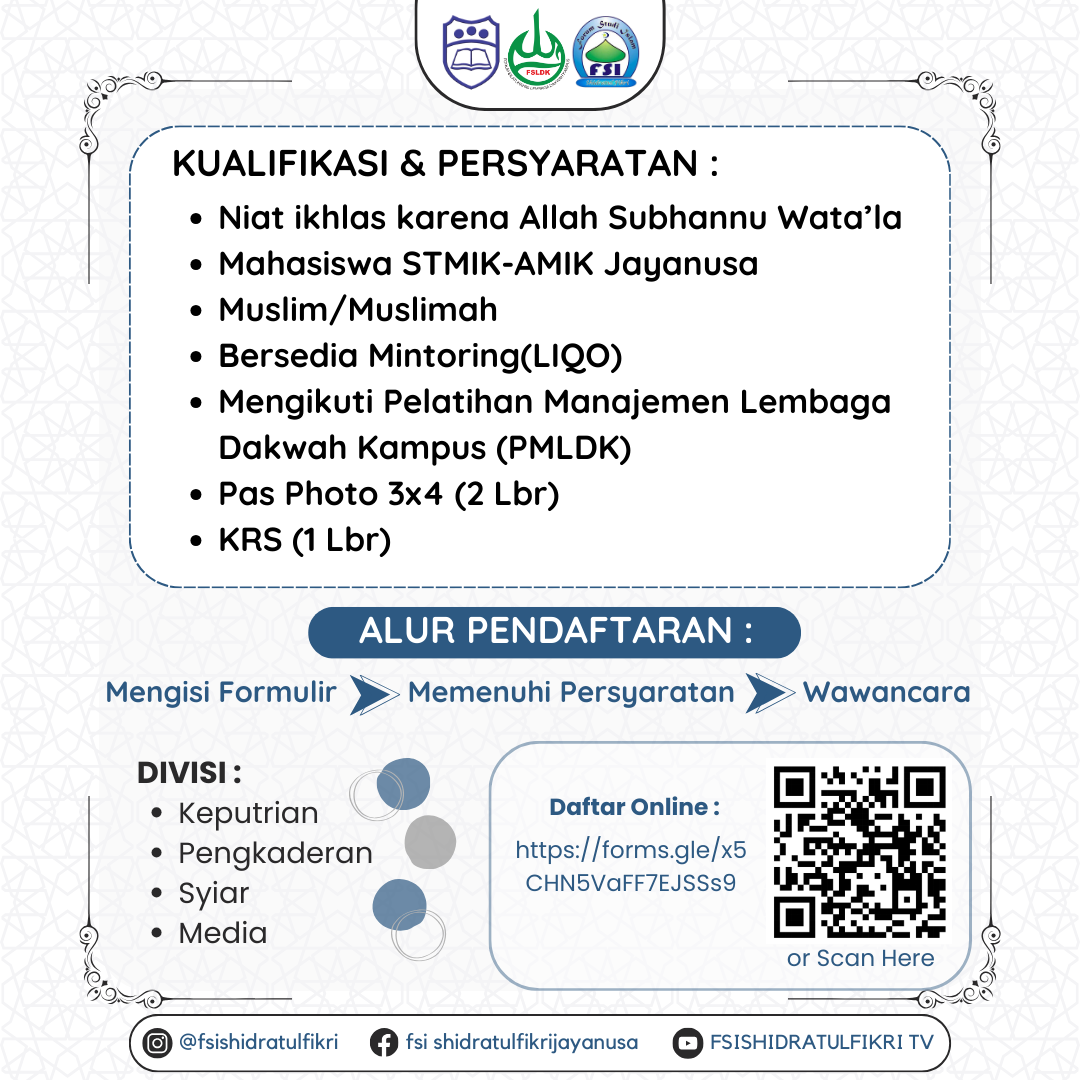 FSLDK
Forum Studi Islam
FSI
KUALIFIKASI & PERSYARATAN :
• Niat ikhlas karena Allah Subhannu Wata’la
• Mahasiswa STMIK-AMIK Jayanusa
• Muslim/Muslimah
• Bersedia Mintoring(LIQO)
• Mengikuti Pelatihan Manajemen Lembaga
Dakwah Kampus (PMLDK)
• Pas Photo 3x4 (2 Lbr)
• KRS (1 Lbr)
ALUR PENDAFTARAN :
Mengisi Formulir Memenuhi Persyaratan Wawancara
DIVISI :
• Keputrian
• Pengkaderan
• Syiar
• Media
Daftar Online :
https://forms.gle/x5
CHN5VaFF7EJSSs9
or Scan Here
@fsishidratulfikri fsi shidratulfikrijayanusa FSISHIDRATULFIKRI TV